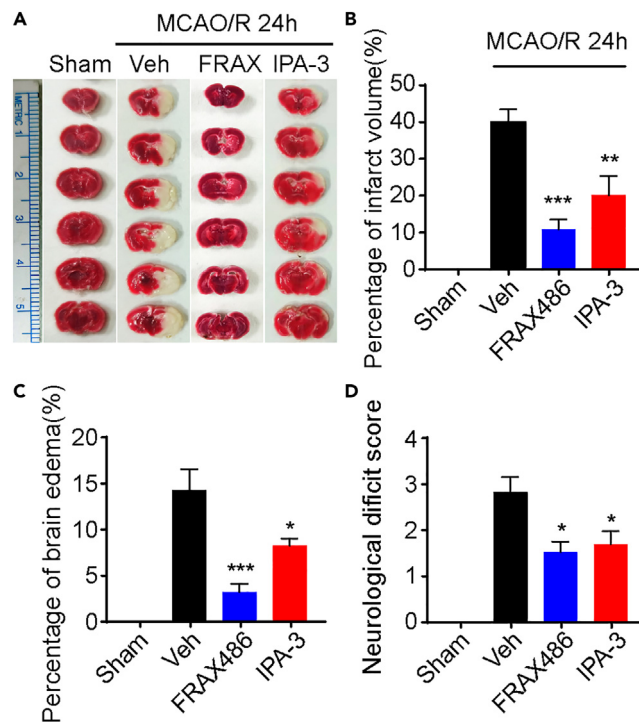 A
MCAO/R 24h
Sham Veh FRAX IPA-3
METRIC 1
2
3
4
5
B
MCAO/R 24h
Percentage of infarct volume(%)
50
40
30
20
10
0
**
***
Sham Veh FRAX486 IPA-3
C
Percentage of brain edema(%)
20
15
10
5
0
***
*
Sham Veh FRAX486 IPA-3
D
Neurological dificit score
4
3
2
1
0
*
*
Sham Veh FRAX486 IPA-3